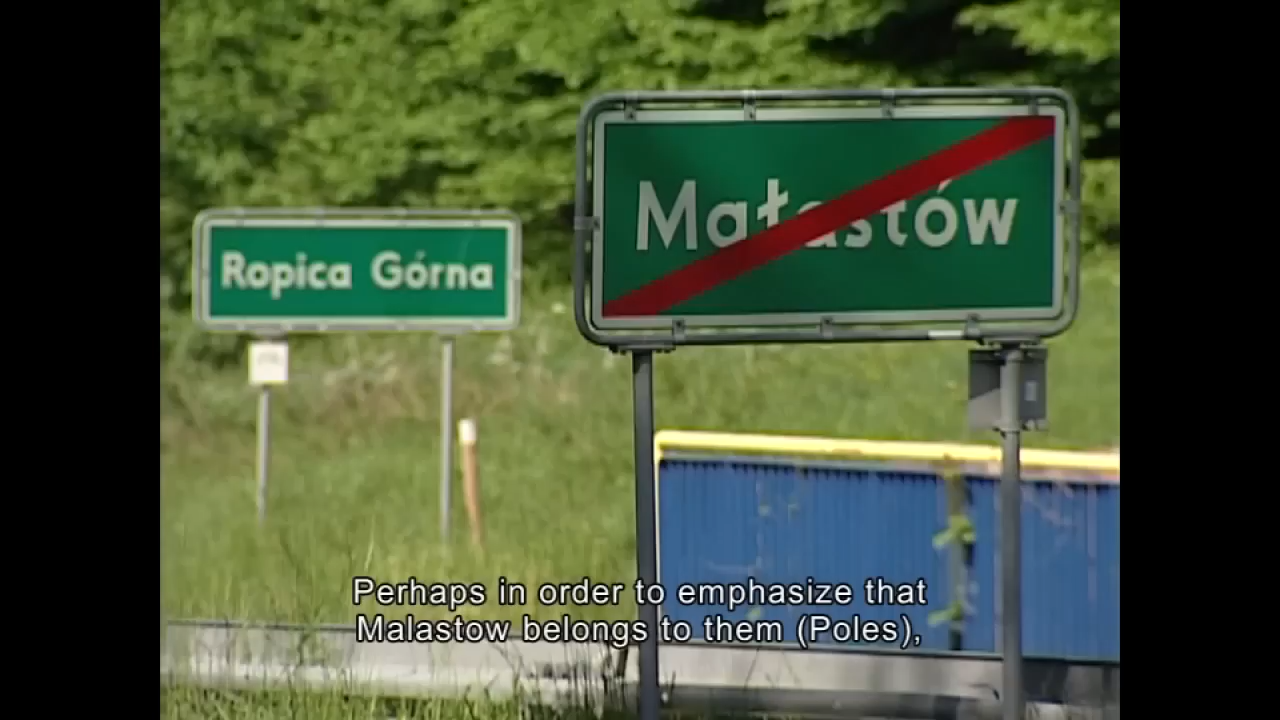 Ropica Górna
Małastów
Perhaps in order to emphasize that
Malastow belongs to them (Poles),